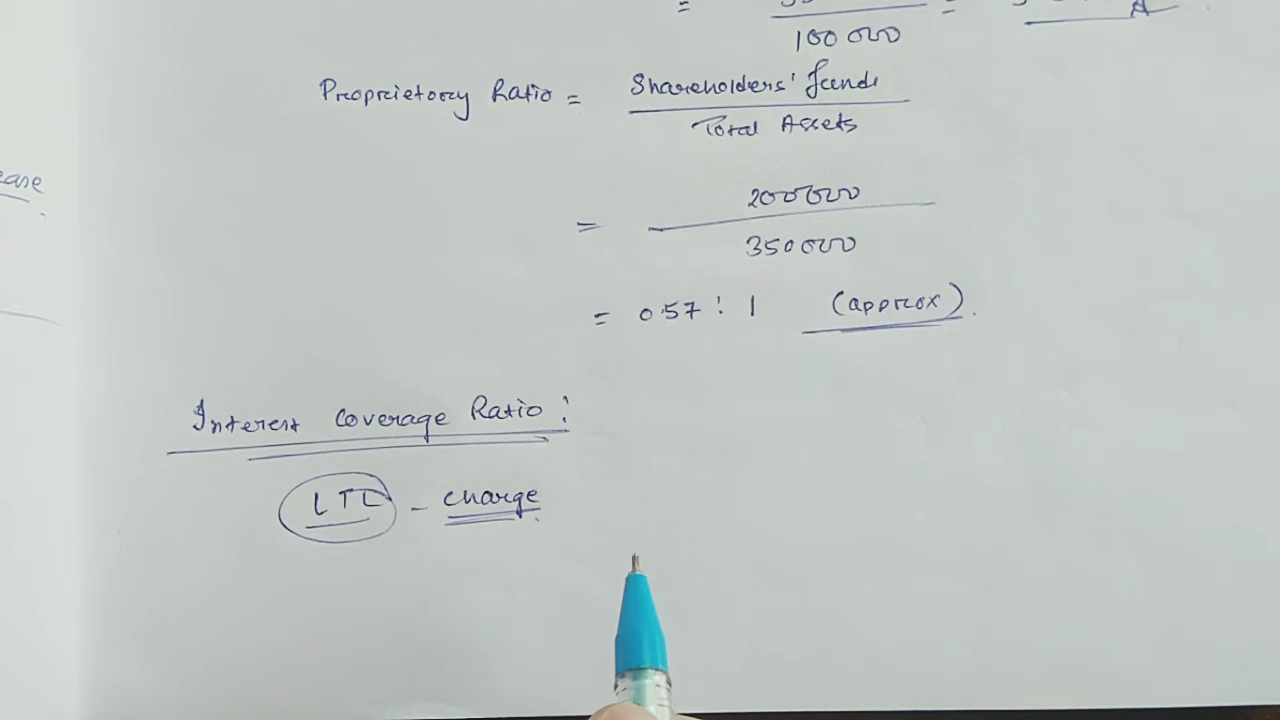 = = A
100000
Proprietory Ratio = Shareholders' funds
Total Assets
= 200000
350000
= 0.57 : 1 (approx).
Interest Coverage Ratio :
LTL - charge